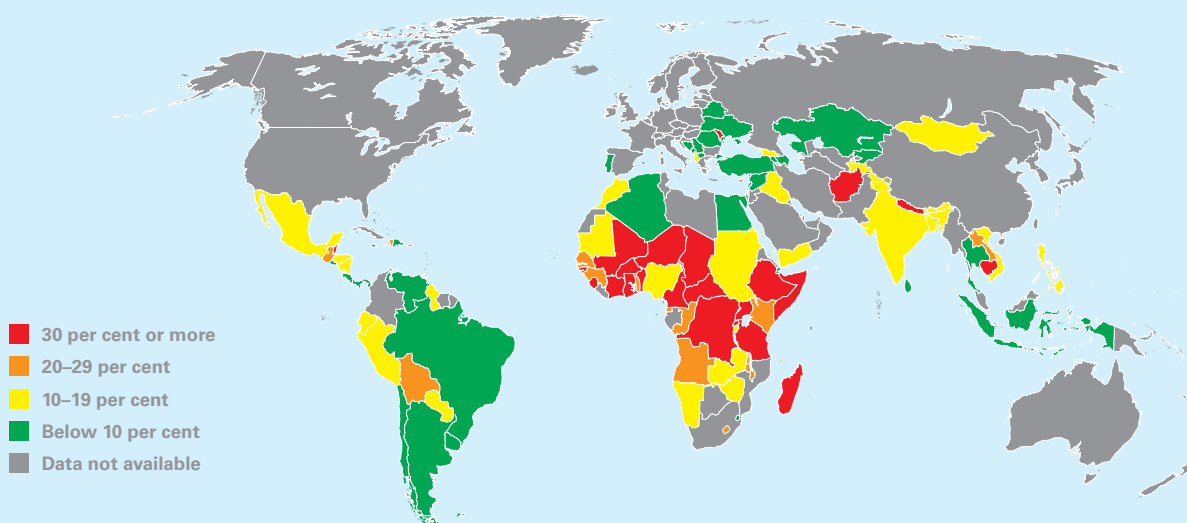 30 per cent or more
20–29 per cent
10–19 per cent
Below 10 per cent
Data not available